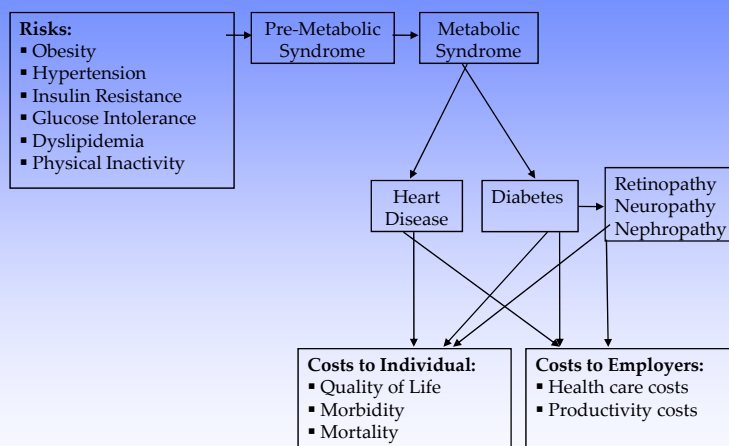 Risks:
▪ Obesity
▪ Hypertension
▪ Insulin Resistance
▪ Glucose Intolerance
▪ Dyslipidemia
▪ Physical Inactivity
Pre-Metabolic
Syndrome
Metabolic
Syndrome
Heart
Disease
Diabetes
Retinopathy
Neuropathy
Nephropathy
Costs to Individual:
▪ Quality of Life
▪ Morbidity
▪ Mortality
Costs to Employers:
▪ Health care costs
▪ Productivity costs